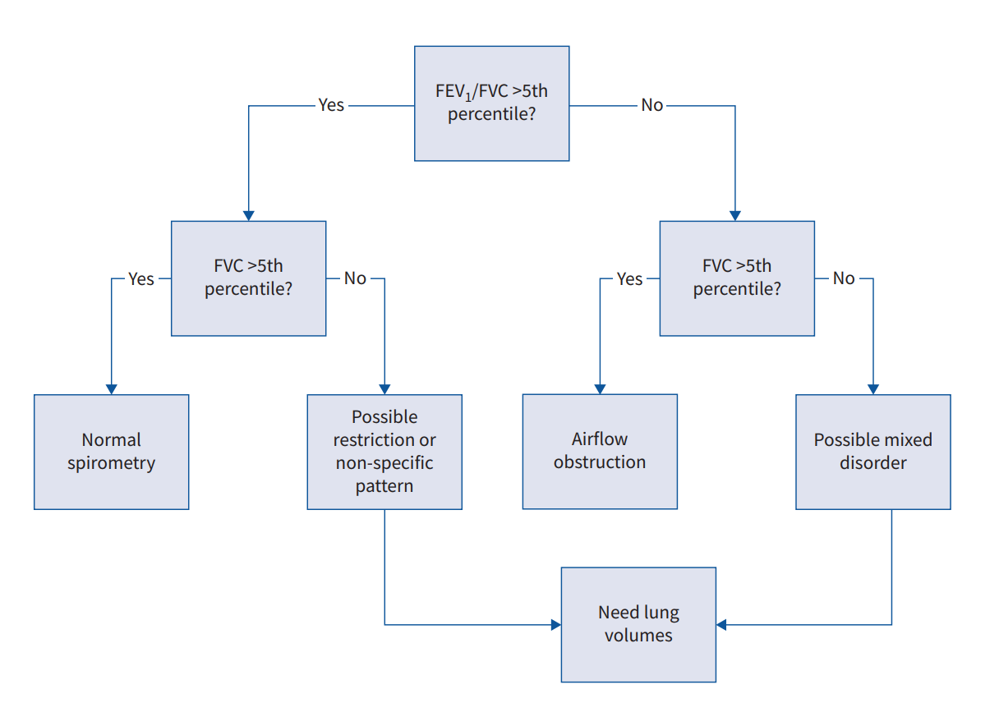 FEV₁/FVC >5th
percentile?
Yes
No
FVC >5th
percentile?
Yes
No
FVC >5th
percentile?
Yes
No
Normal
spirometry
Possible
restriction or
non-specific
pattern
Airflow
obstruction
Possible mixed
disorder
Need lung
volumes